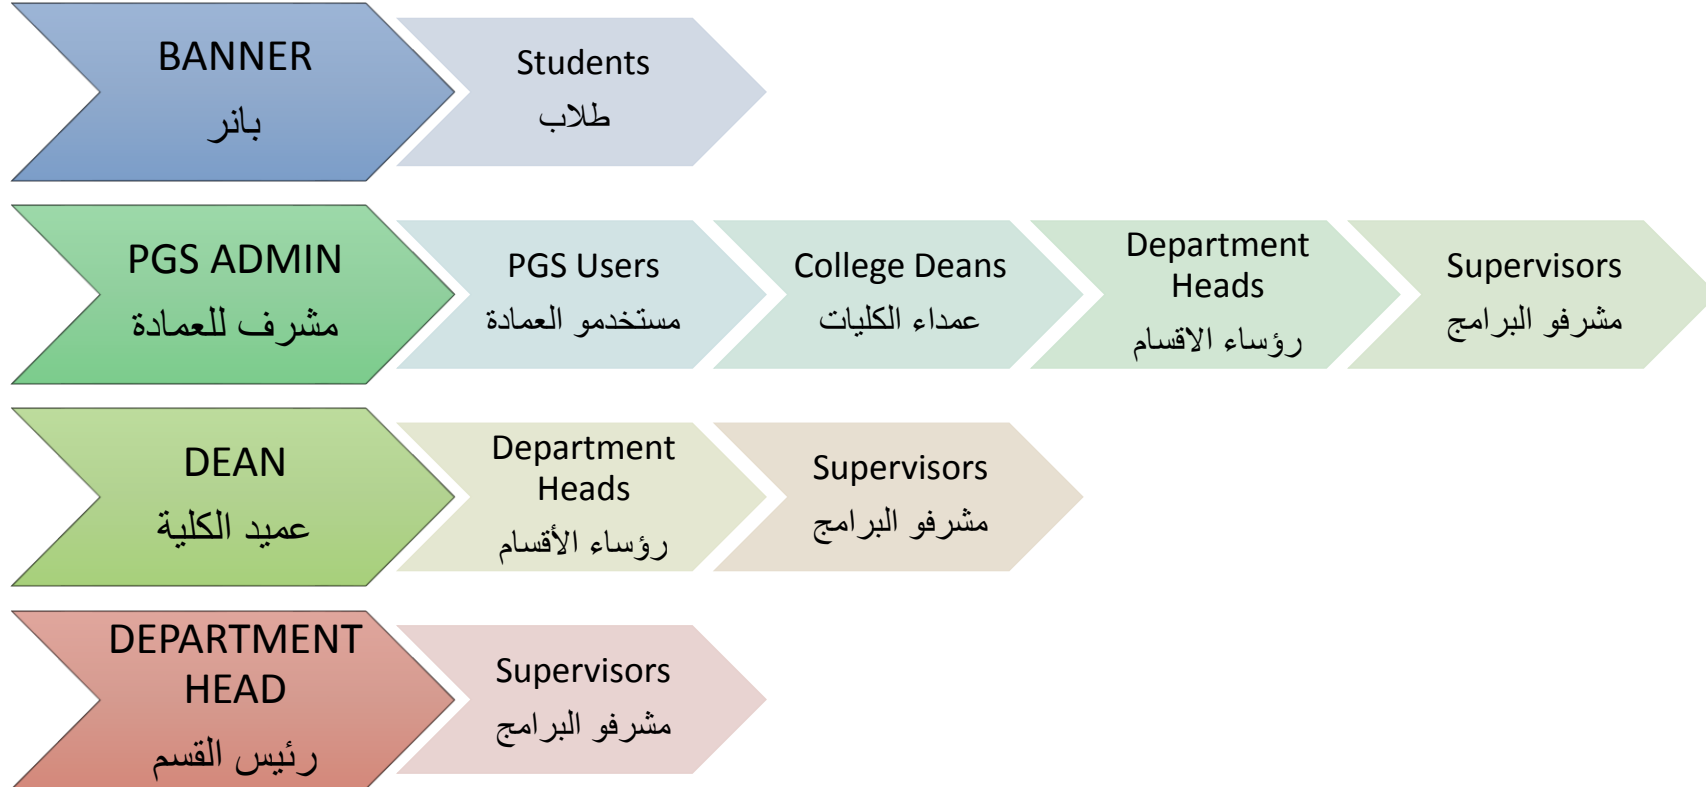 BANNER
بانر
Students
طلاب
PGS ADMIN
مشرف للعمادة
PGS Users
مستخدمو العمادة
College Deans
عمداء الكليات
Department
Heads
رؤساء الاقسام
Supervisors
مشرفو البرامج
DEAN
عميد الكلية
Department
Heads
رؤساء الأقسام
Supervisors
مشرفو البرامج
DEPARTMENT
HEAD
رئيس القسم
Supervisors
مشرفو البرامج